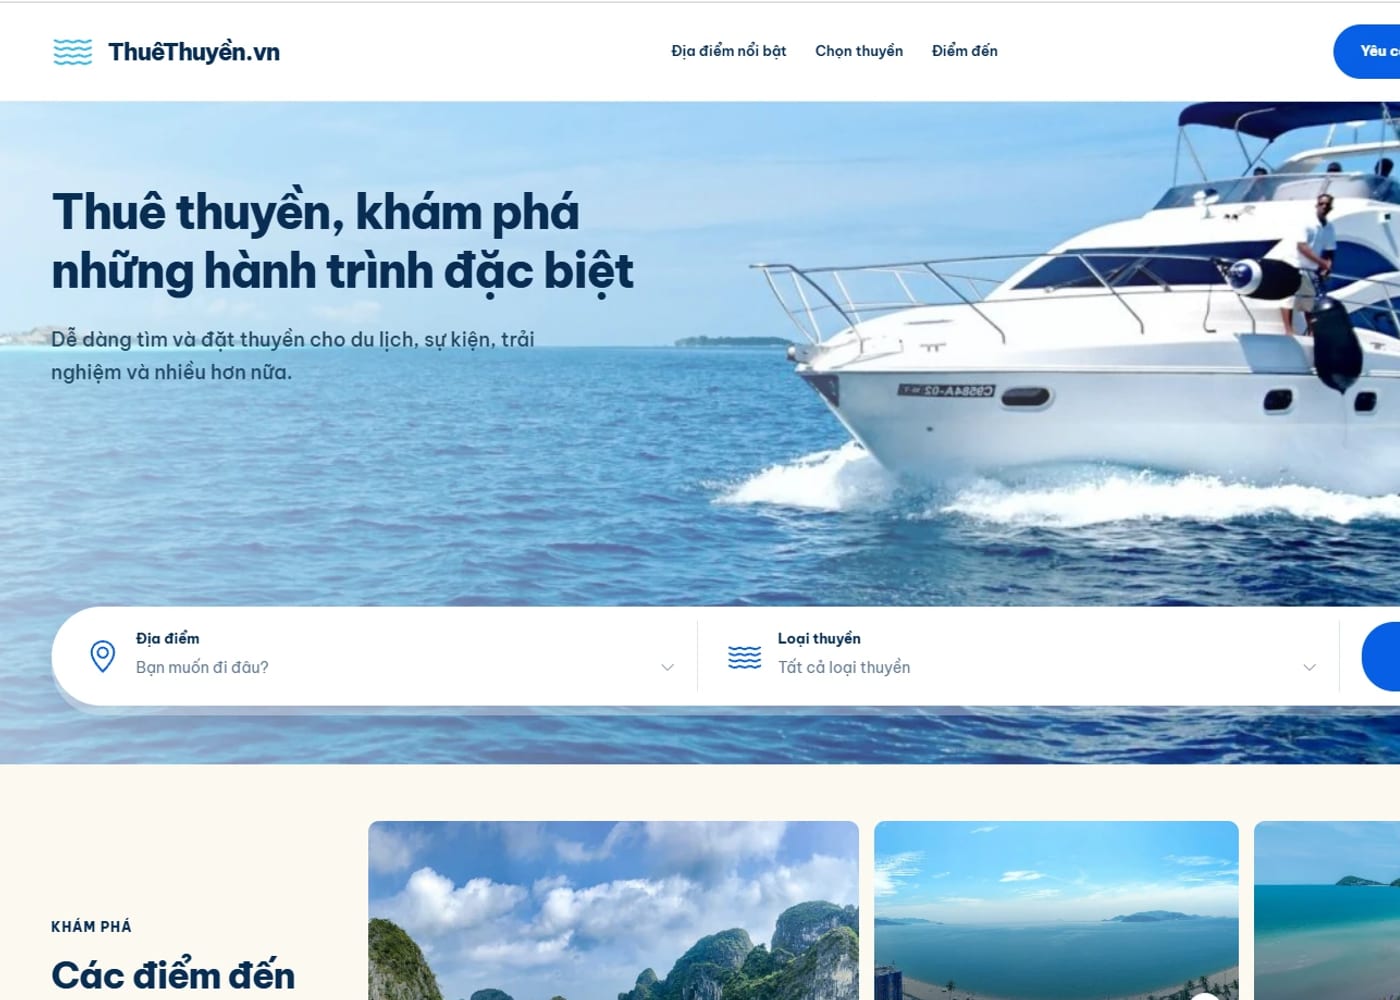 ThuêThuyền.vn
Địa điểm nổi bật
Chọn thuyền
Điểm đến
Yêu c
Thuê thuyền, khám phá
những hành trình đặc biệt
Dễ dàng tìm và đặt thuyền cho du lịch, sự kiện, trải
nghiệm và nhiều hơn nữa.
Địa điểm
Bạn muốn đi đâu?
Loại thuyền
Tất cả loại thuyền
KHÁM PHÁ
Các điểm đến